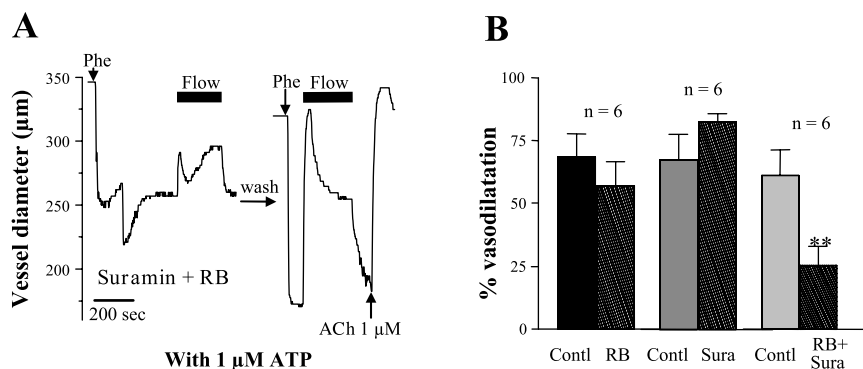 A
Phe
Flow
Phe
Flow
350
300
250
200
Vessel diameter (µm)
wash
Suramin + RB
200 sec
ACh 1 µM
With 1 µM ATP
B
100
75
50
25
0
% vasodilatation
n = 6
n = 6
n = 6
**
Contl RB
Contl Sura
Contl RB+
Sura